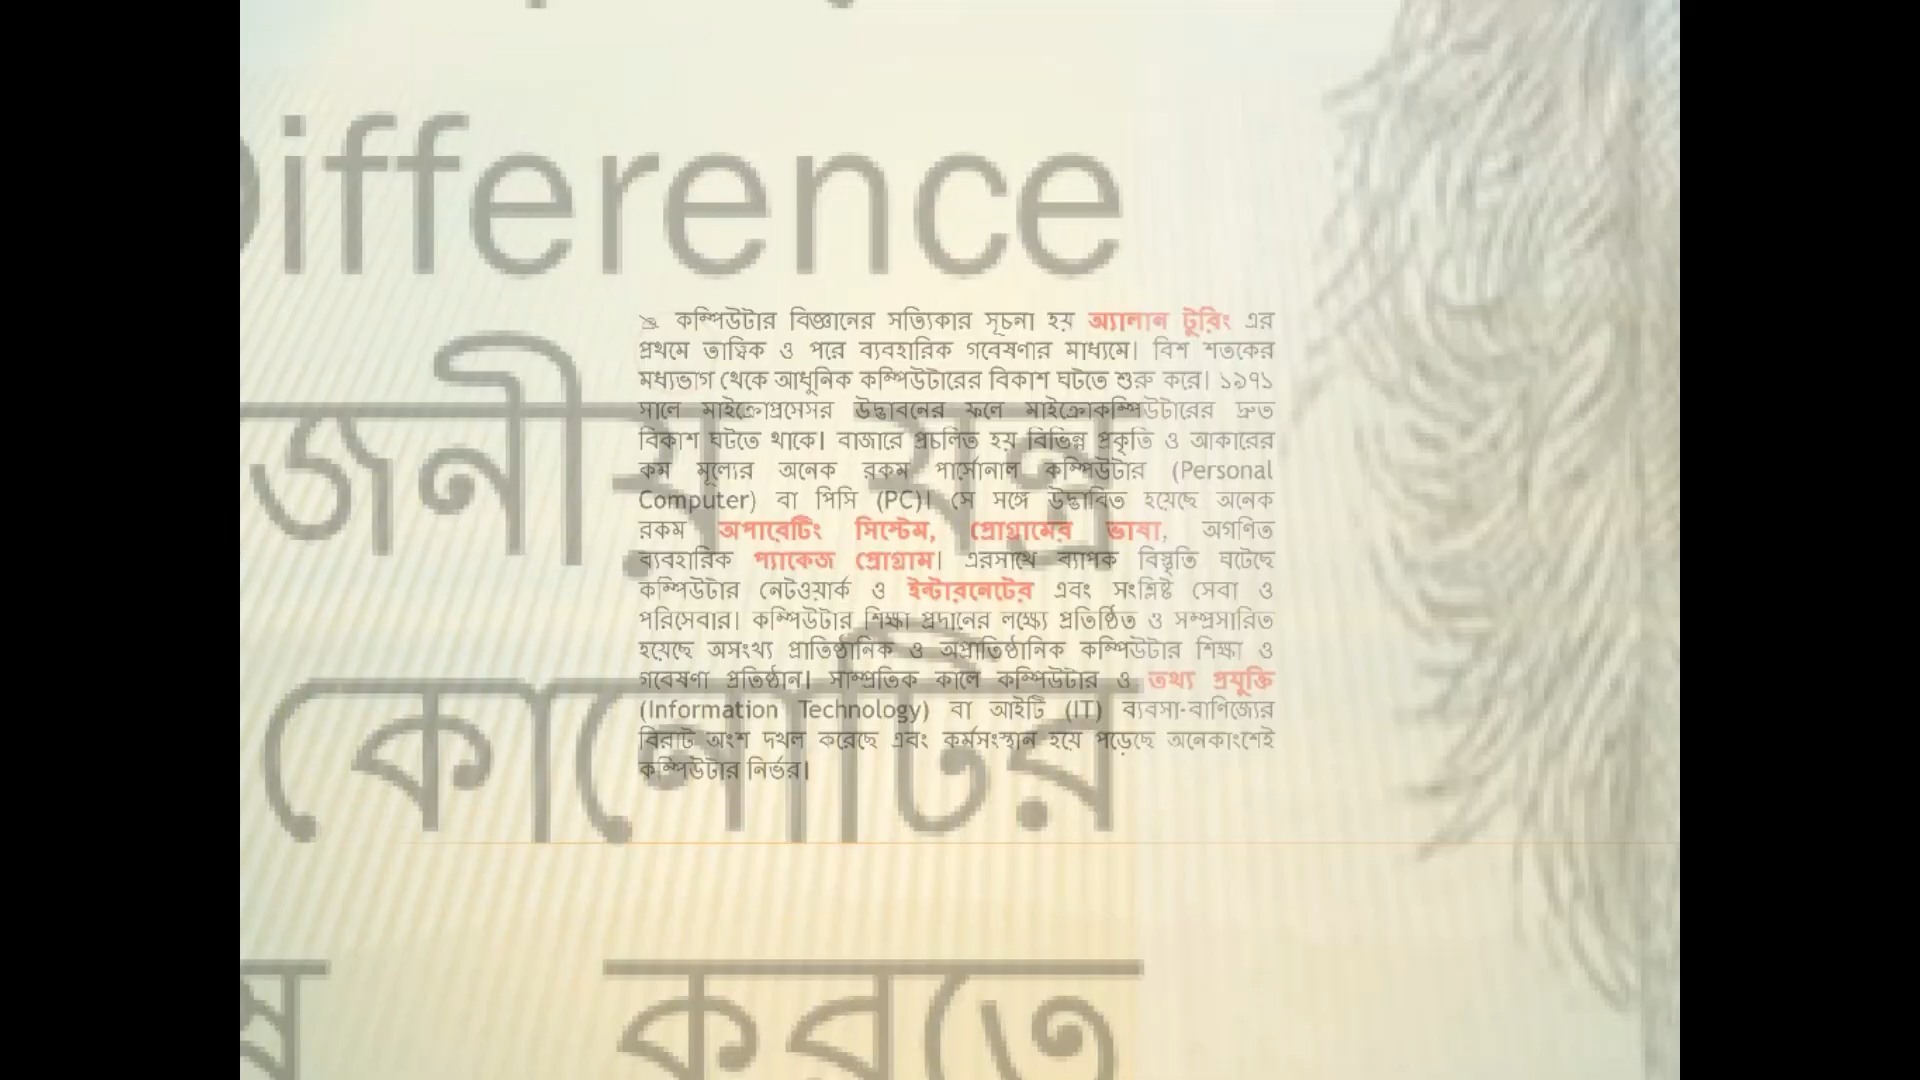 ifference
জনীয় যন্ত্র
কোনোটির
করতে
কম্পিউটার বিজ্ঞানের সত্যিকার সূচনা হয় অ্যালান টুরিং এর
প্রথমে তাত্ত্বিক ও পরে ব্যবহারিক গবেষণার মাধ্যমে। বিশ শতকের
মধ্যভাগ থেকে আধুনিক কম্পিউটারের বিকাশ ঘটতে শুরু করে। ১৯৭১
সালে মাইক্রোপ্রসেসর উদ্ভাবনের ফলে মাইক্রোকম্পিউটারের দ্রুত
বিকাশ ঘটতে থাকে। বাজারে প্রচলিত হয় বিভিন্ন প্রকৃতি ও আকারের
কম মূল্যের অনেক রকম পার্সোনাল কম্পিউটার (Personal
Computer) বা পিসি (PC)। সে সঙ্গে উদ্ভাবিত হয়েছে অনেক
রকম অপারেটিং সিস্টেম, প্রোগ্রামের ভাষা, অগণিত
ব্যবহারিক প্যাকেজ প্রোগ্রাম। এরসাথে ব্যাপক বিস্তৃতি ঘটেছে
কম্পিউটার নেটওয়ার্ক ও ইন্টারনেটের এবং সংশ্লিষ্ট সেবা ও
পরিসেবার। কম্পিউটার শিক্ষা প্রদানের লক্ষ্যে প্রতিষ্ঠিত ও সম্প্রসারিত
হয়েছে অসংখ্য প্রাতিষ্ঠানিক ও অপ্রাতিষ্ঠানিক কম্পিউটার শিক্ষা ও
গবেষণা প্রতিষ্ঠান। সাম্প্রতিক কালে কম্পিউটার ও তথ্য প্রযুক্তি
(Information Technology) বা আইটি (IT) ব্যবসা-বাণিজ্যের
বিরাট অংশ দখল করেছে এবং কর্মসংস্থান হয়ে পড়েছে অনেকাংশেই
কম্পিউটার নির্ভর।